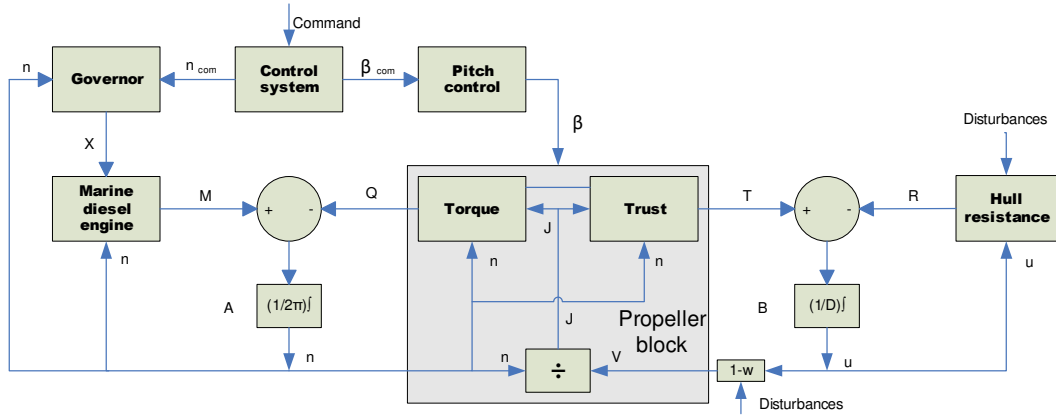 Command
n
Governor
n com
Control
system
β com
Pitch
control
β
Disturbances
X
Marine
diesel
engine
M
+
-
Q
Torque
J
Trust
T
+
-
R
Hull
resistance
n
n
n
u
A
(1/2π)∫
J
Propeller
block
B
(1/D)∫
n
n
÷
V
1-w
u
Disturbances